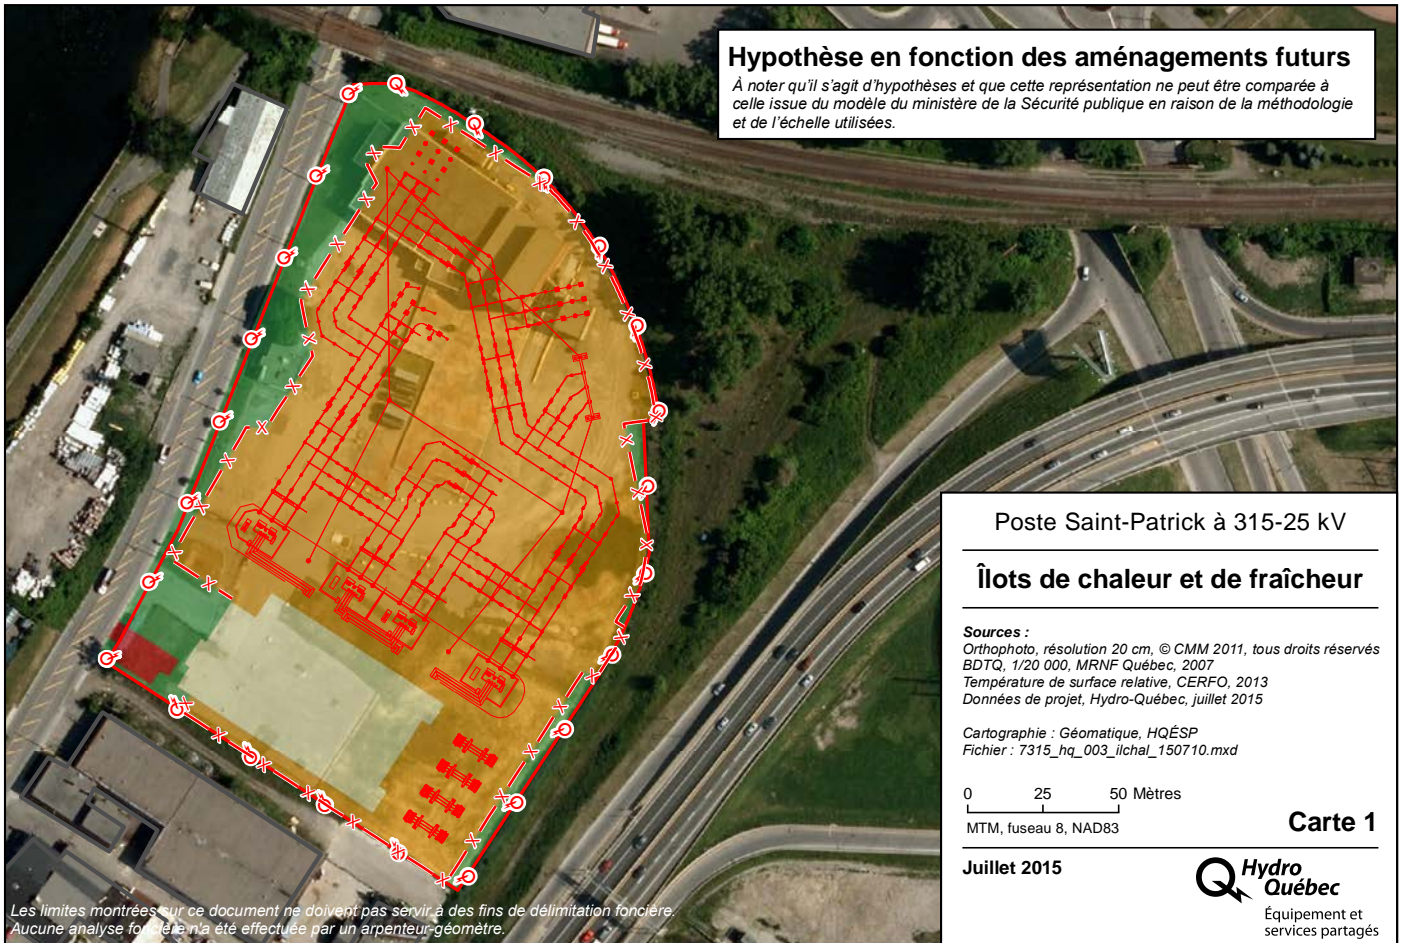 Hypothèse en fonction des aménagements futurs
À noter qu'il s'agit d'hypothèses et que cette représentation ne peut être comparée à
celle issue du modèle du ministère de la Sécurité publique en raison de la méthodologie
et de l'échelle utilisées.
Poste Saint-Patrick à 315-25 kV
Îlots de chaleur et de fraîcheur
Sources :
Orthophoto, résolution 20 cm, © CMM 2011, tous droits réservés
BDTQ, 1/20 000, MRNF Québec, 2007
Température de surface relative, CERFO, 2013
Données de projet, Hydro-Québec, juillet 2015
Cartographie : Géomatique, HQÉSP
Fichier : 7315_hq_003_ilchal_150710.mxd
0 25 50 Mètres
MTM, fuseau 8, NAD83
Carte 1
Juillet 2015
Hydro
Québec
Équipement et
services partagés
Les limites montrées sur ce document ne doivent pas servir à des fins de délimitation foncière.
Aucune analyse foncière n'a été effectuée par un arpenteur-géomètre.